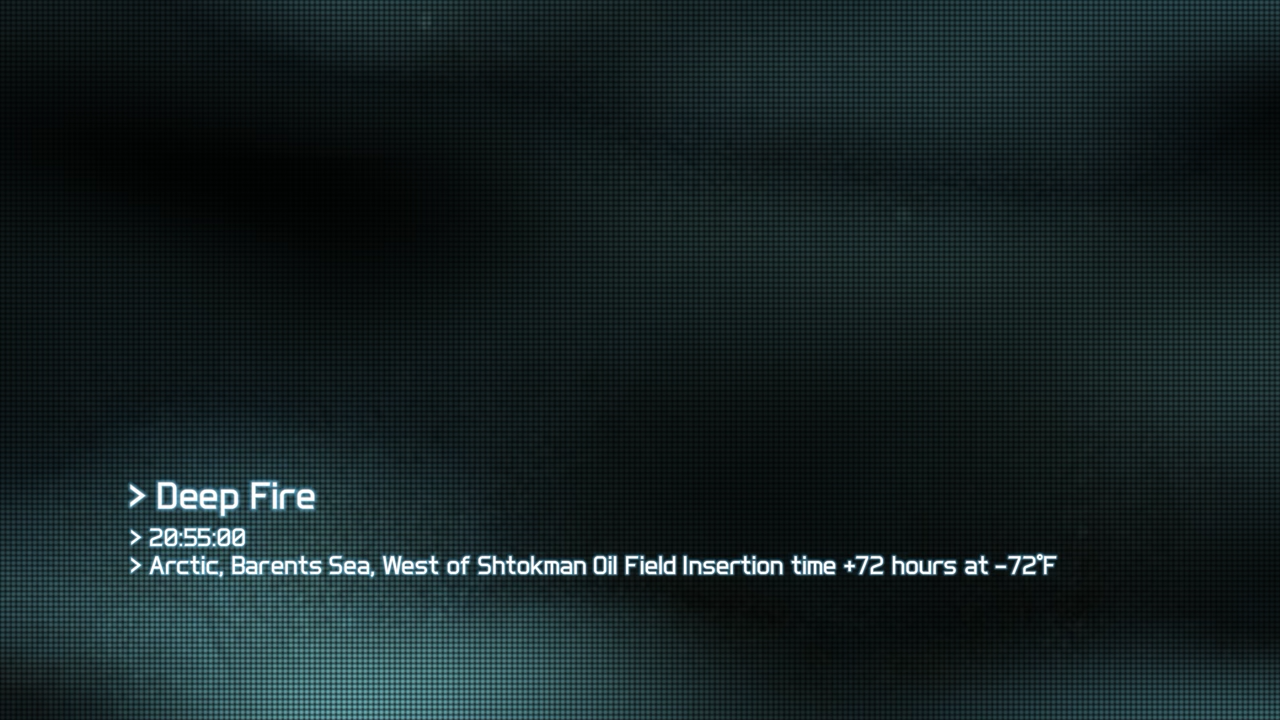 > Deep Fire
> 20:55:00
> Arctic, Barents Sea, West of Shtokman Oil Field Insertion time +72 hours at -72°F